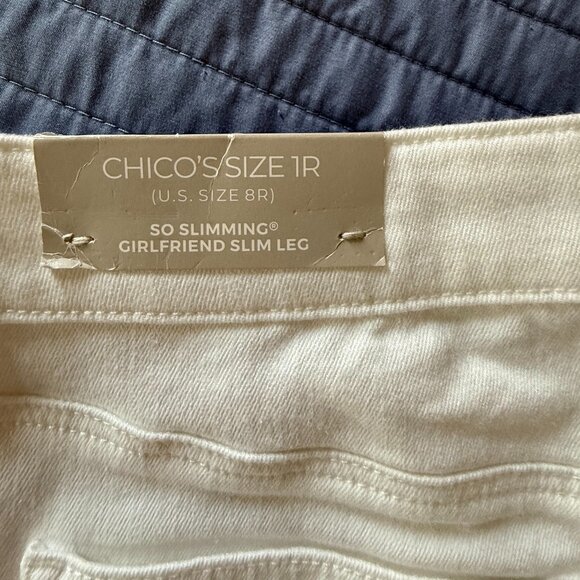 CHICO'S SIZE 1R
(U.S. SIZE 8R)
SO SLIMMING®
GIRLFRIEND SLIM LEG